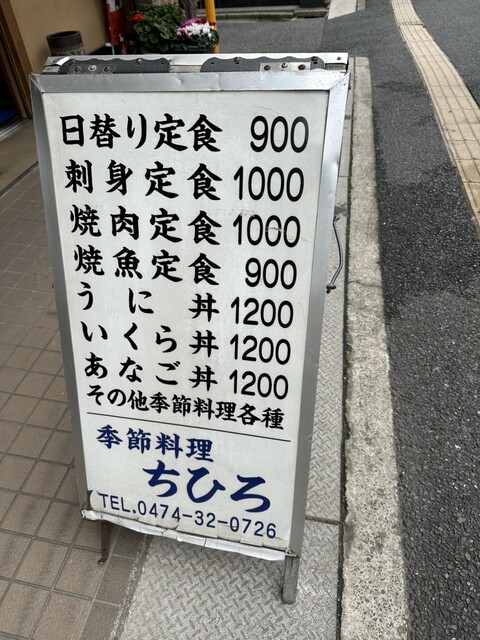 日替り定食 900
刺身定食 1000
焼肉定食 1000
焼魚定食 900
うに丼 1200
いくら丼 1200
あなご丼 1200
その他季節料理各種
季節料理
ちひろ
TEL.0474-32-0726